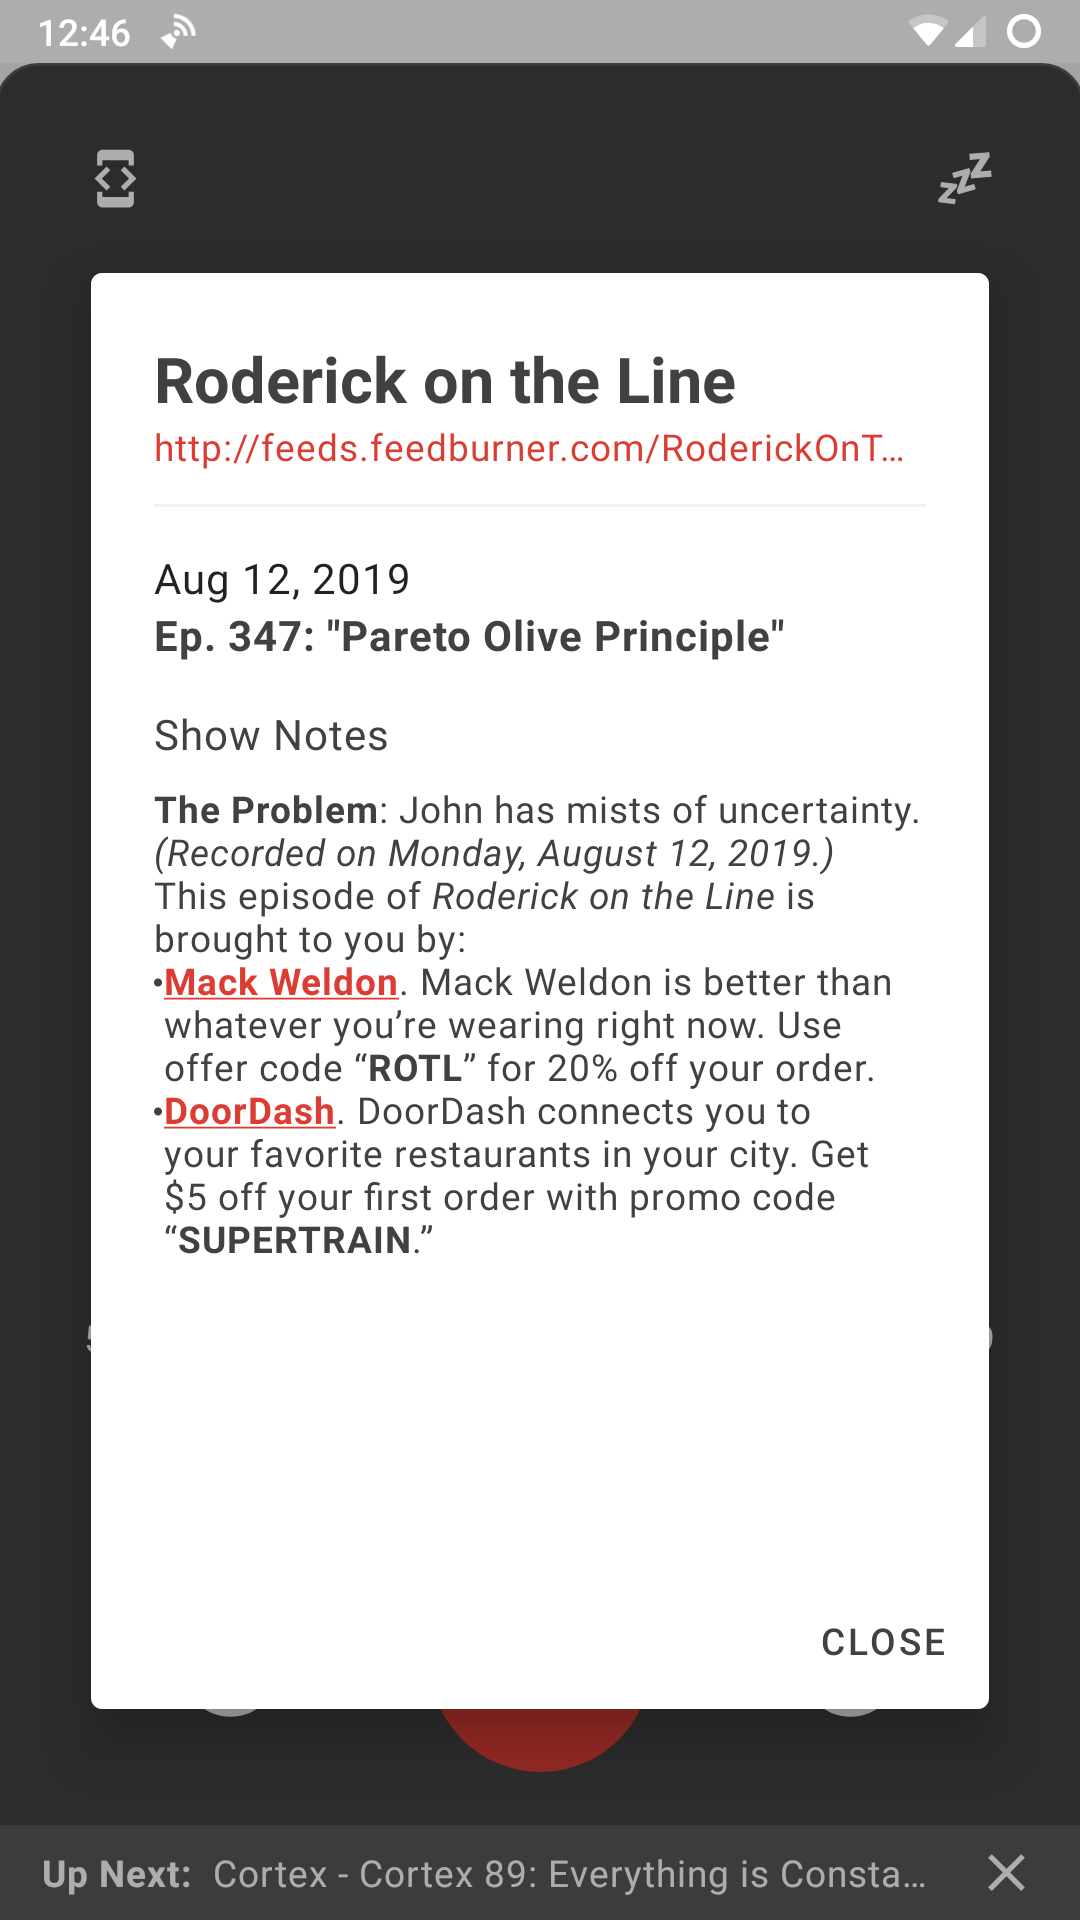 12:46
zzz
Roderick on the Line
http://feeds.feedburner.com/RoderickOnT…
Aug 12, 2019
Ep. 347: "Pareto Olive Principle"
Show Notes
The Problem: John has mists of uncertainty.
(Recorded on Monday, August 12, 2019.)
This episode of Roderick on the Line is
brought to you by:
•Mack Weldon. Mack Weldon is better than
whatever you’re wearing right now. Use
offer code “ROTL” for 20% off your order.
•DoorDash. DoorDash connects you to
your favorite restaurants in your city. Get
$5 off your first order with promo code
“SUPERTRAIN.”
CLOSE
Up Next: Cortex - Cortex 89: Everything is Consta…